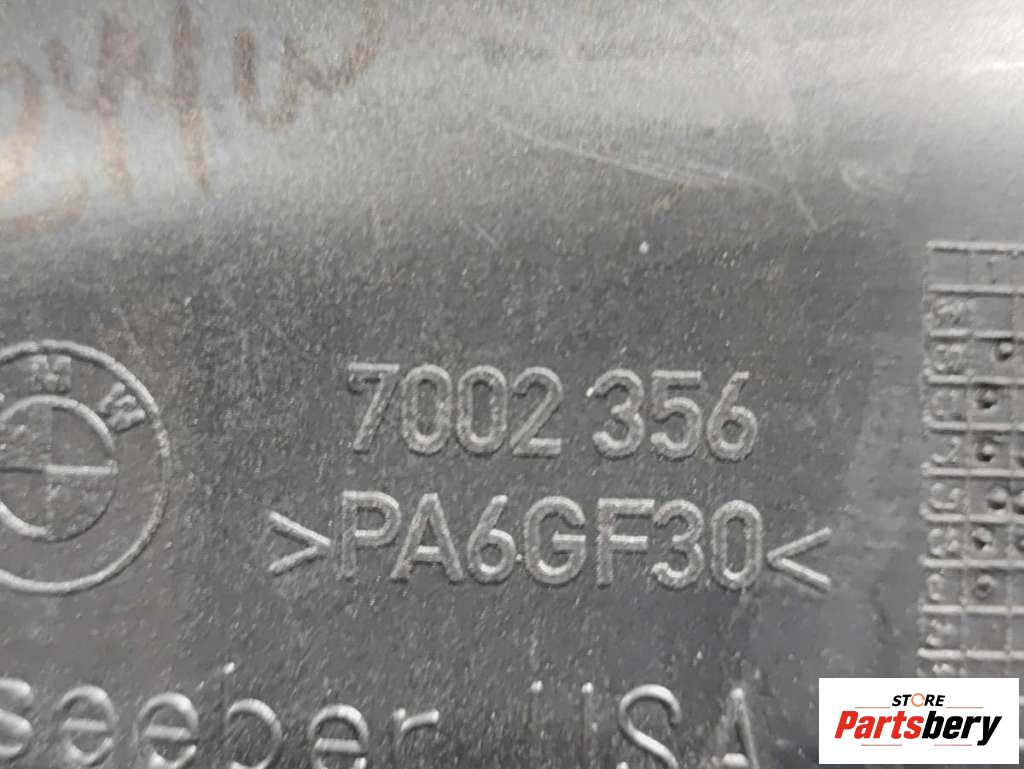 7002 356
>PA6GF30<
seeber USA
M W
STORE
Partsbery